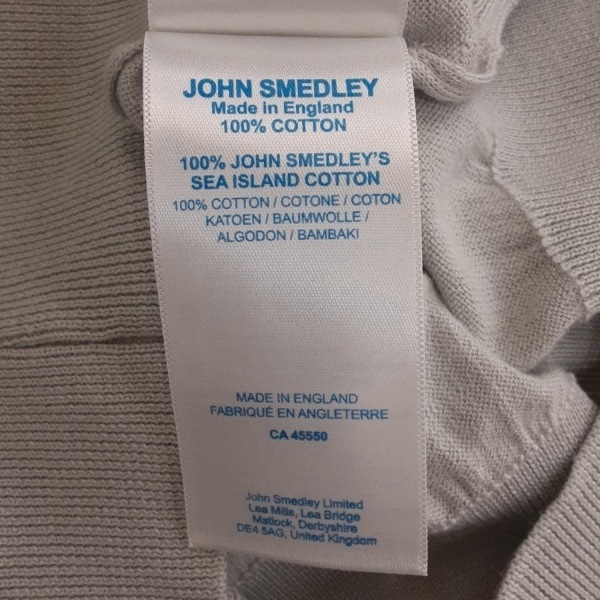 JOHN SMEDLEY
Made in England
100% COTTON
100% JOHN SMEDLEY'S
SEA ISLAND COTTON
100% COTTON / COTONE / COTON
KATOEN / BAUMWOLLE /
ALGODON / BAMBAKI
MADE IN ENGLAND
FABRIQUÉ EN ANGLETERRE
CA 45550
John Smedley Limited
Lea Mills, Lea Bridge
Matlock, Derbyshire
DE4 5AG, United Kingdom